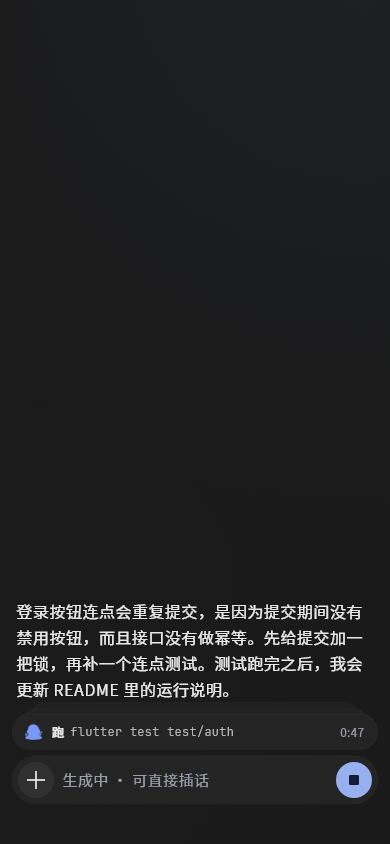 登录按钮连点会重复提交，是因为提交期间没有
禁用按钮，而且接口没有做幂等。先给提交加一
把锁，再补一个连点测试。测试跑完之后，我会
更新 README 里的运行说明。
跑 flutter test test/auth 0:47
生成中 · 可直接插话